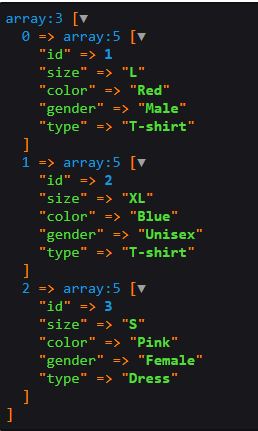 array:3 [▼
  0 => array:5 [▼
    "id" => 1
    "size" => "L"
    "color" => "Red"
    "gender" => "Male"
    "type" => "T-shirt"
  ]
  1 => array:5 [▼
    "id" => 2
    "size" => "XL"
    "color" => "Blue"
    "gender" => "Unisex"
    "type" => "T-shirt"
  ]
  2 => array:5 [▼
    "id" => 3
    "size" => "S"
    "color" => "Pink"
    "gender" => "Female"
    "type" => "Dress"
  ]
]